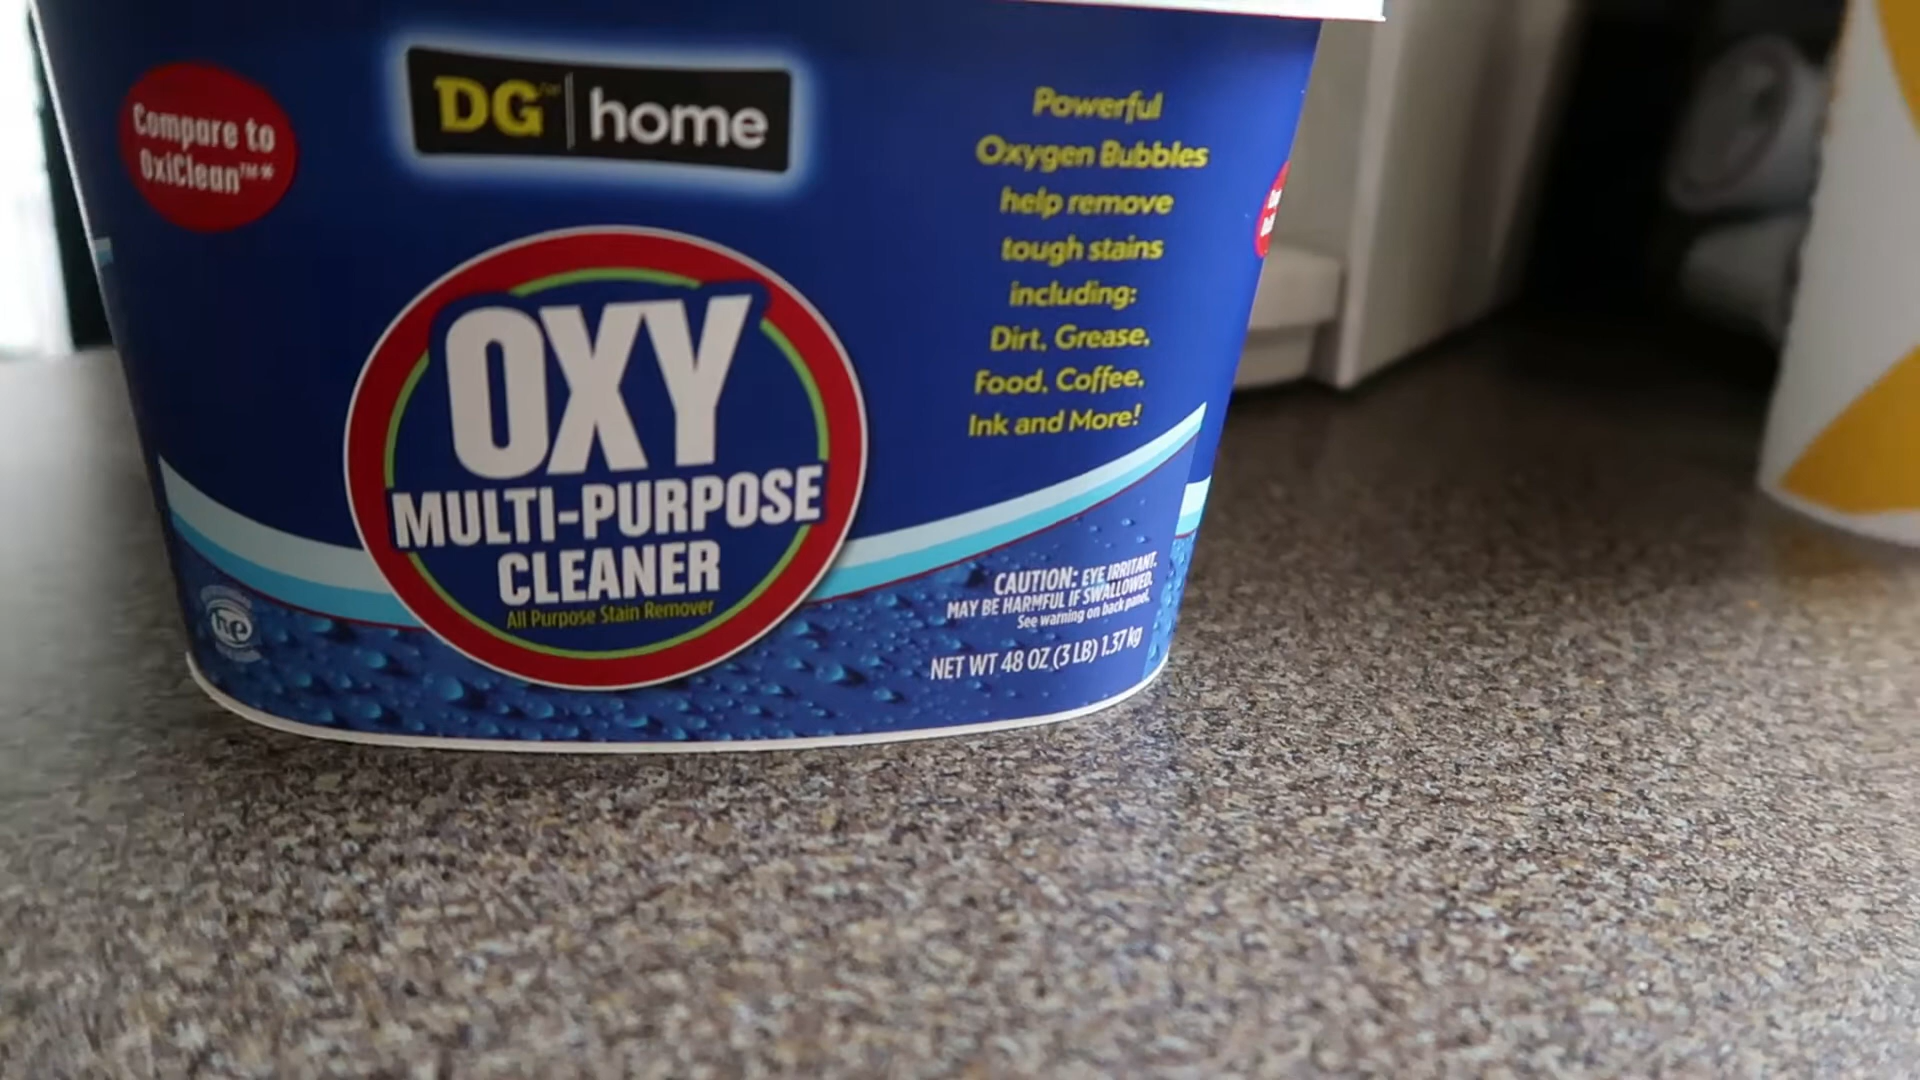 Compare to
OxiClean™*
DG™ home
Powerful
Oxygen Bubbles
help remove
tough stains
including:
Dirt, Grease,
Food, Coffee,
Ink and More!
OXY
MULTI-PURPOSE
CLEANER
All Purpose Stain Remover
hp
CAUTION: EYE IRRITANT.
MAY BE HARMFUL IF SWALLOWED.
See warning on back panel.
NET WT 48 OZ (3 LB) 1.37 kg